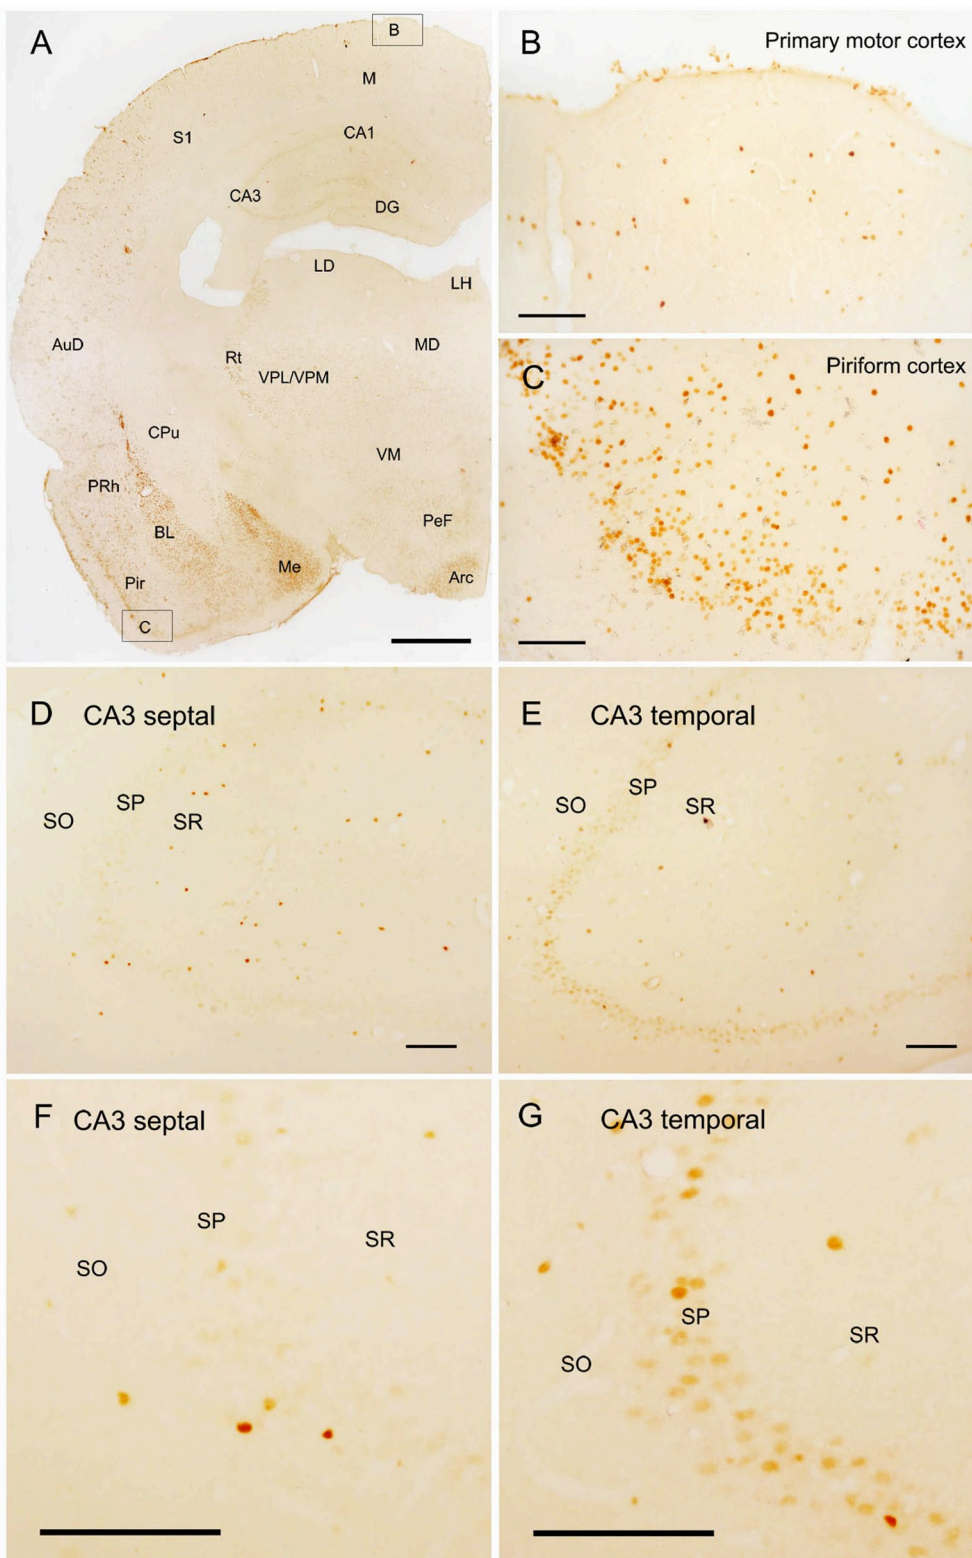 A
B
M
S1
CA1
CA3
DG
LD
LH
AuD
Rt
MD
VPL/VPM
CPu
VM
PRh
PeF
BL
Me
Arc
Pir
C
B
Primary motor cortex
C
Piriform cortex
D CA3 septal
SP
SO
SR
E CA3 temporal
SP
SO
SR
F CA3 septal
SP
SR
SO
G CA3 temporal
SP
SR
SO